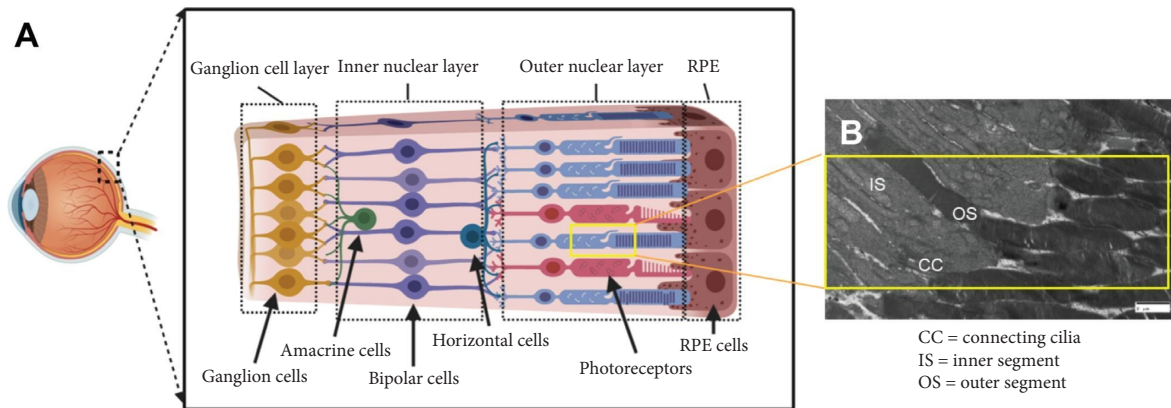 A
Ganglion cell layer
Inner nuclear layer
Outer nuclear layer
RPE
Amacrine cells
Ganglion cells
Bipolar cells
Horizontal cells
Photoreceptors
RPE cells
B
IS
OS
CC
CC = connecting cilia
IS = inner segment
OS = outer segment